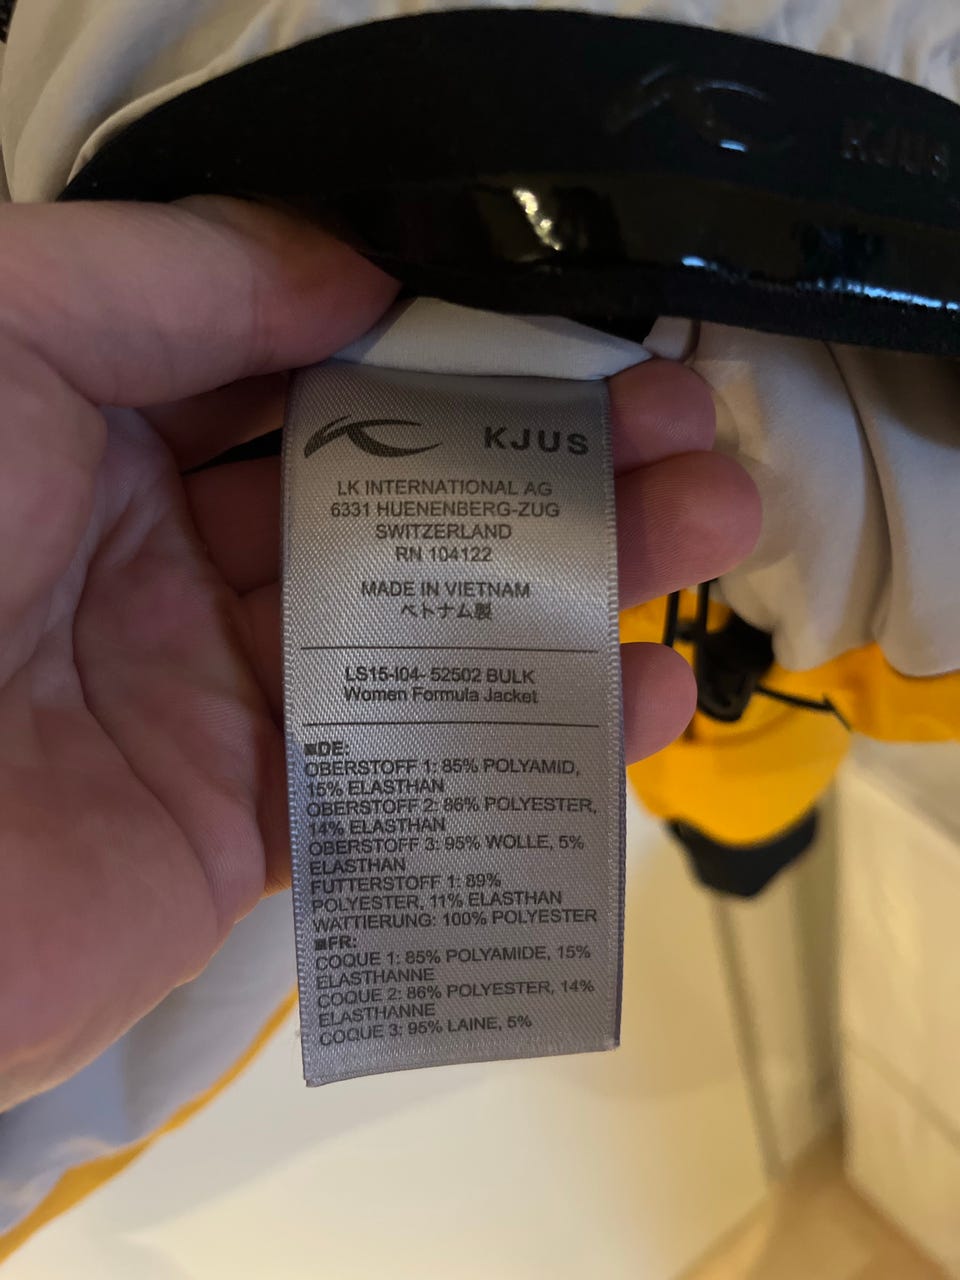 KJUS
KJUS
LK INTERNATIONAL AG
6331 HUENENBERG-ZUG
SWITZERLAND
RN 104122
MADE IN VIETNAM
ベトナム製
LS15-I04- 52502 BULK
Women Formula Jacket
■DE:
OBERSTOFF 1: 85% POLYAMID,
15% ELASTHAN
OBERSTOFF 2: 86% POLYESTER,
14% ELASTHAN
OBERSTOFF 3: 95% WOLLE, 5%
ELASTHAN
FUTTERSTOFF 1: 89%
POLYESTER, 11% ELASTHAN
WATTIERUNG: 100% POLYESTER
■FR:
COQUE 1: 85% POLYAMIDE, 15%
ELASTHANNE
COQUE 2: 86% POLYESTER, 14%
ELASTHANNE
COQUE 3: 95% LAINE, 5%